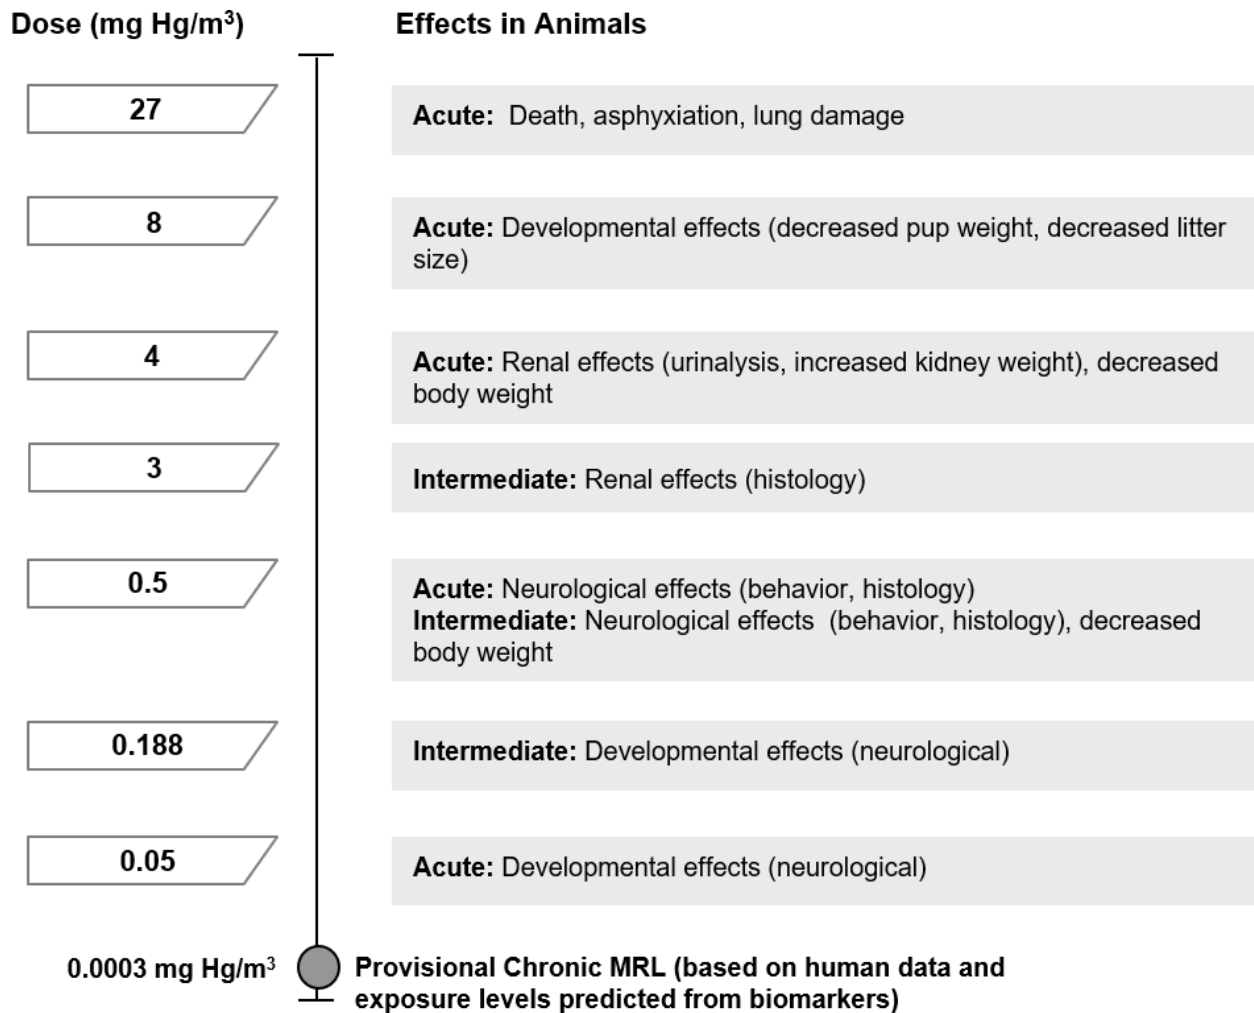 Dose (mg Hg/m³) Effects in Animals
27
Acute: Death, asphyxiation, lung damage
8
Acute: Developmental effects (decreased pup weight, decreased litter
size)
4
Acute: Renal effects (urinalysis, increased kidney weight), decreased
body weight
3
Intermediate: Renal effects (histology)
0.5
Acute: Neurological effects (behavior, histology)
Intermediate: Neurological effects (behavior, histology), decreased
body weight
0.188
Intermediate: Developmental effects (neurological)
0.05
Acute: Developmental effects (neurological)
0.0003 mg Hg/m³ Provisional Chronic MRL (based on human data and
exposure levels predicted from biomarkers)